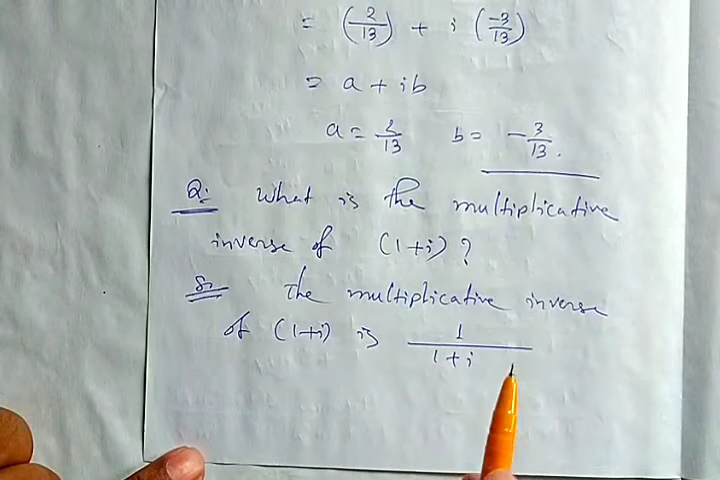 = (2/13) + i (-3/13)
= a + ib
a = 2/13 b = -3/13.
Q: What is the multiplicative
inverse of (1+i)?
S: The multiplicative inverse
of (1+i) is 1/1+i